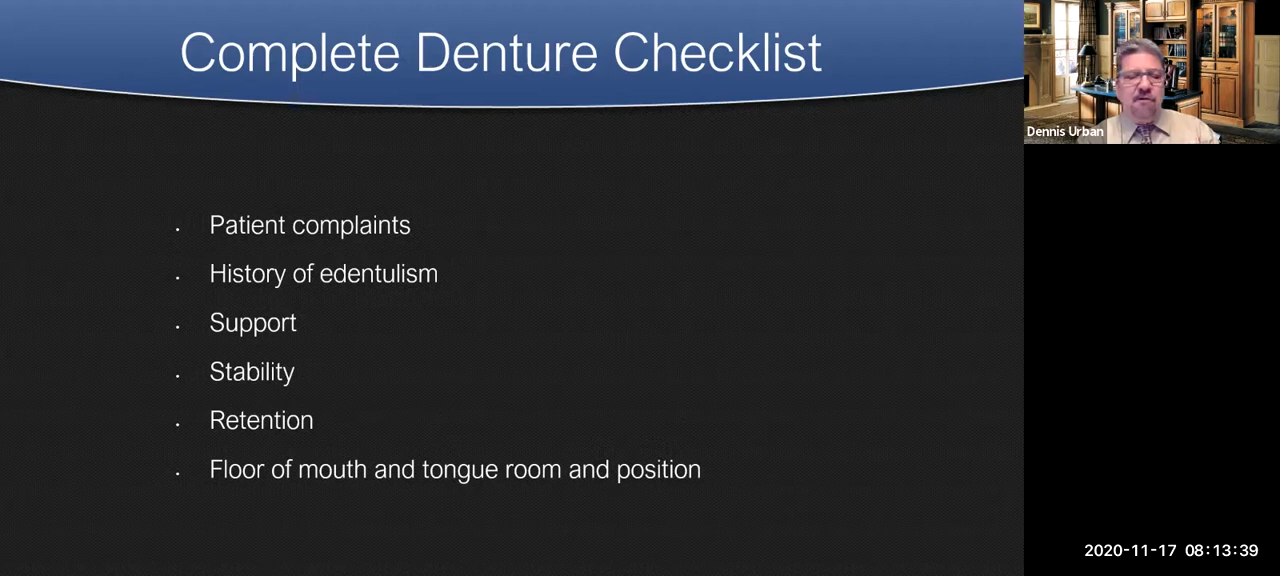 Complete Denture Checklist
Dennis Urban
. Patient complaints
. History of edentulism
. Support
. Stability
. Retention
. Floor of mouth and tongue room and position
2020-11-17 08:13:39